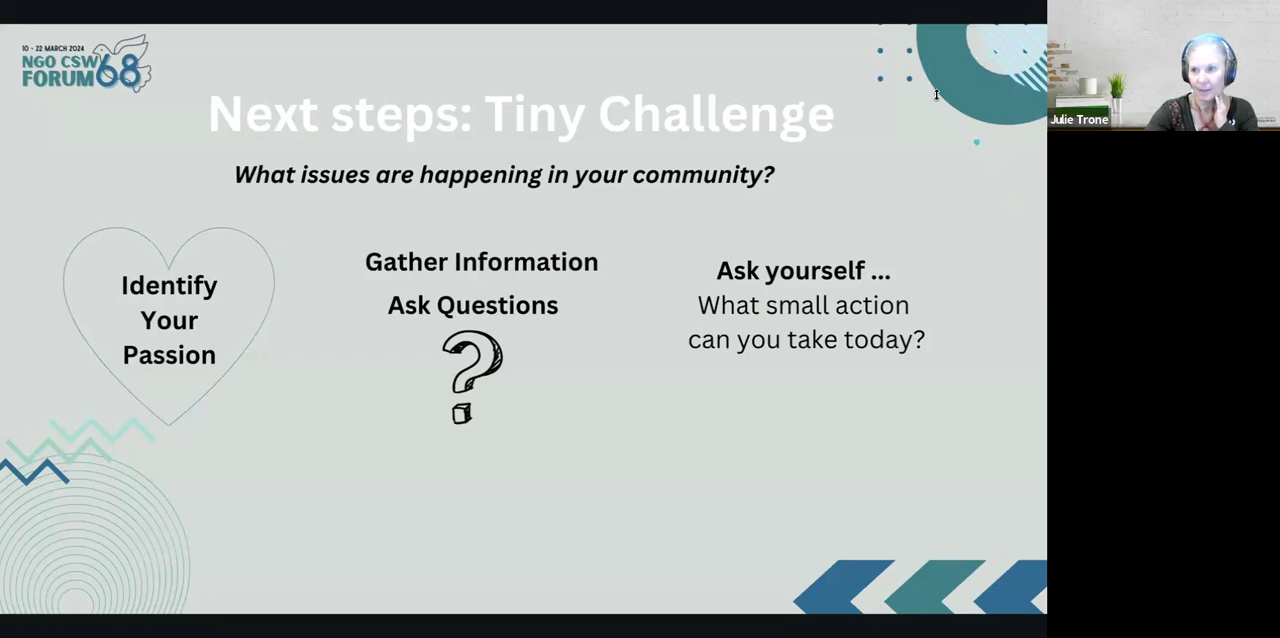 10 - 22 MARCH 2024
NGO CSW
FORUM 68
Next steps: Tiny Challenge
What issues are happening in your community?
Identify
Your
Passion
Gather Information
Ask Questions
?
Ask yourself ...
What small action
can you take today?
Julie Trone